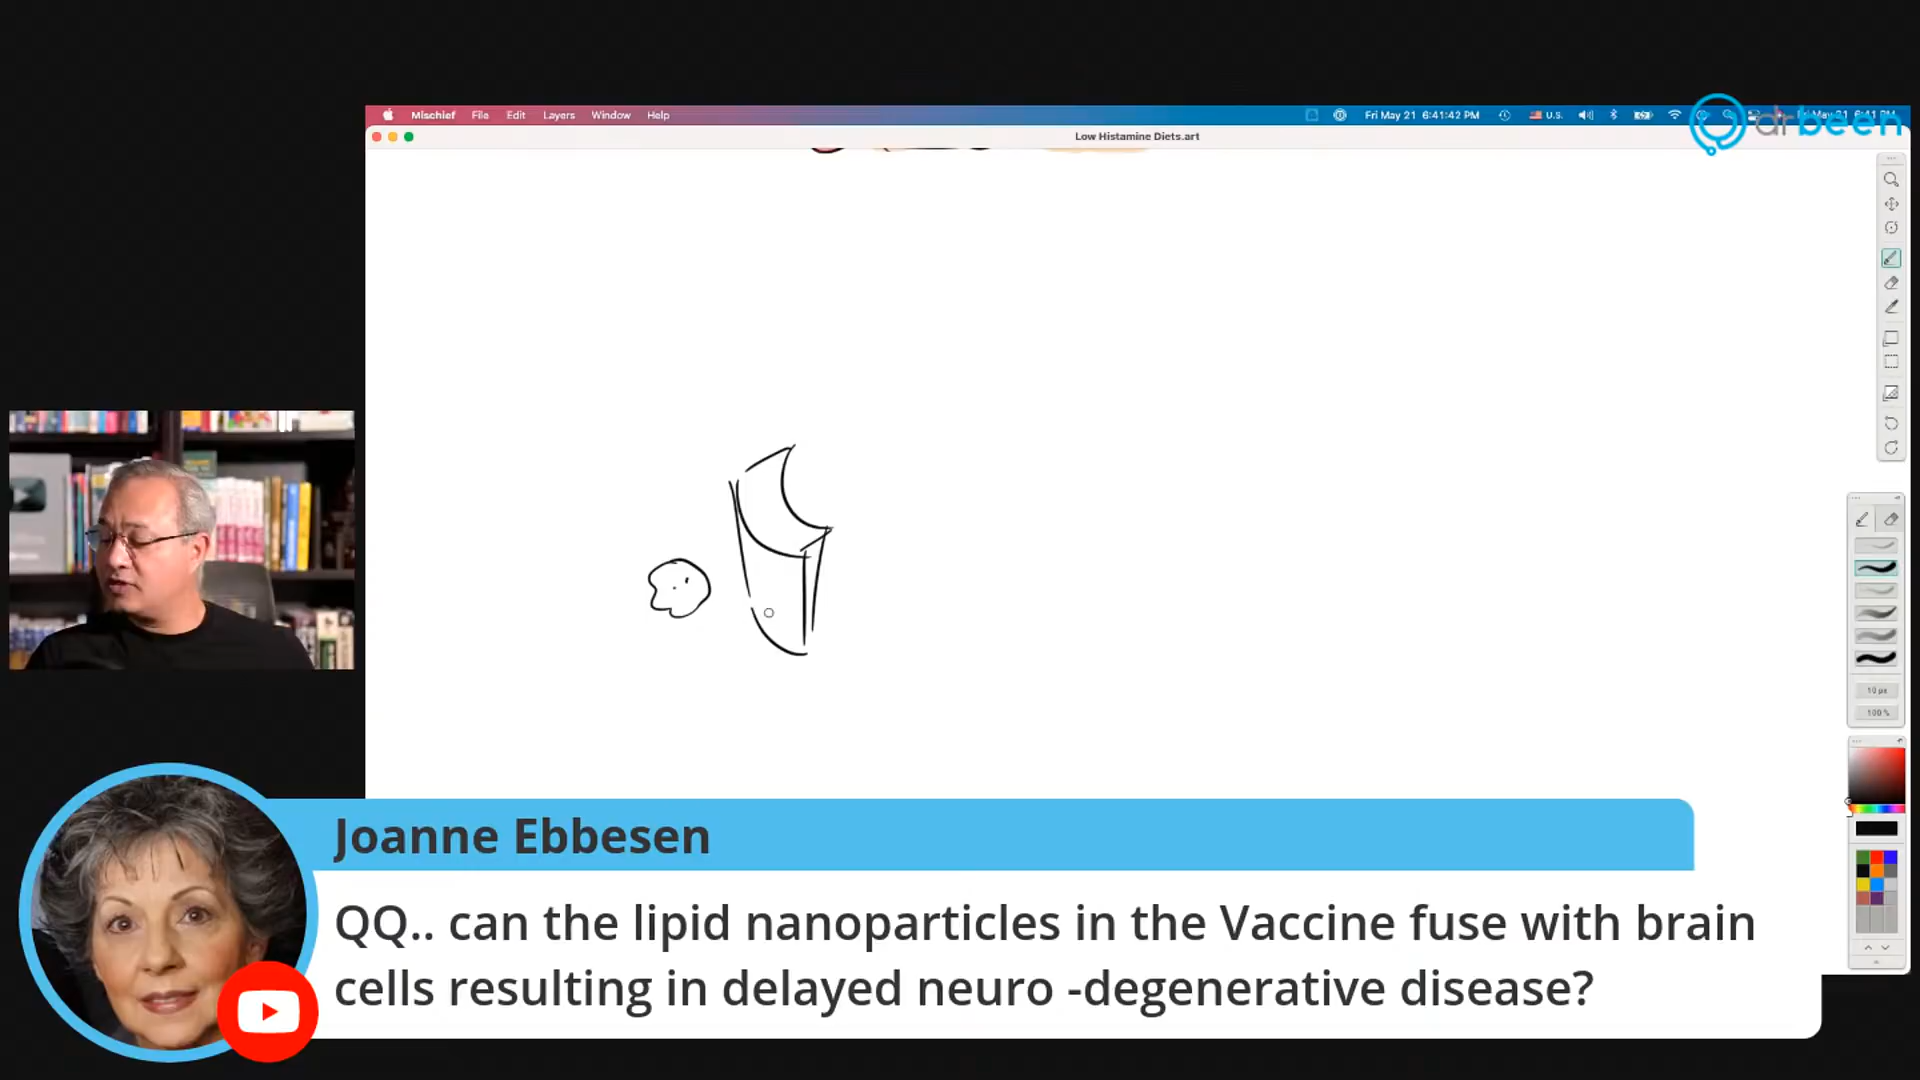 Mischief File Edit Layers Window Help
Fri May 21 6:41:42 PM
U.S.
Low Histamine Diets.art
drbeen
10 px
100 %
Joanne Ebbesen
QQ.. can the lipid nanoparticles in the Vaccine fuse with brain
cells resulting in delayed neuro -degenerative disease?